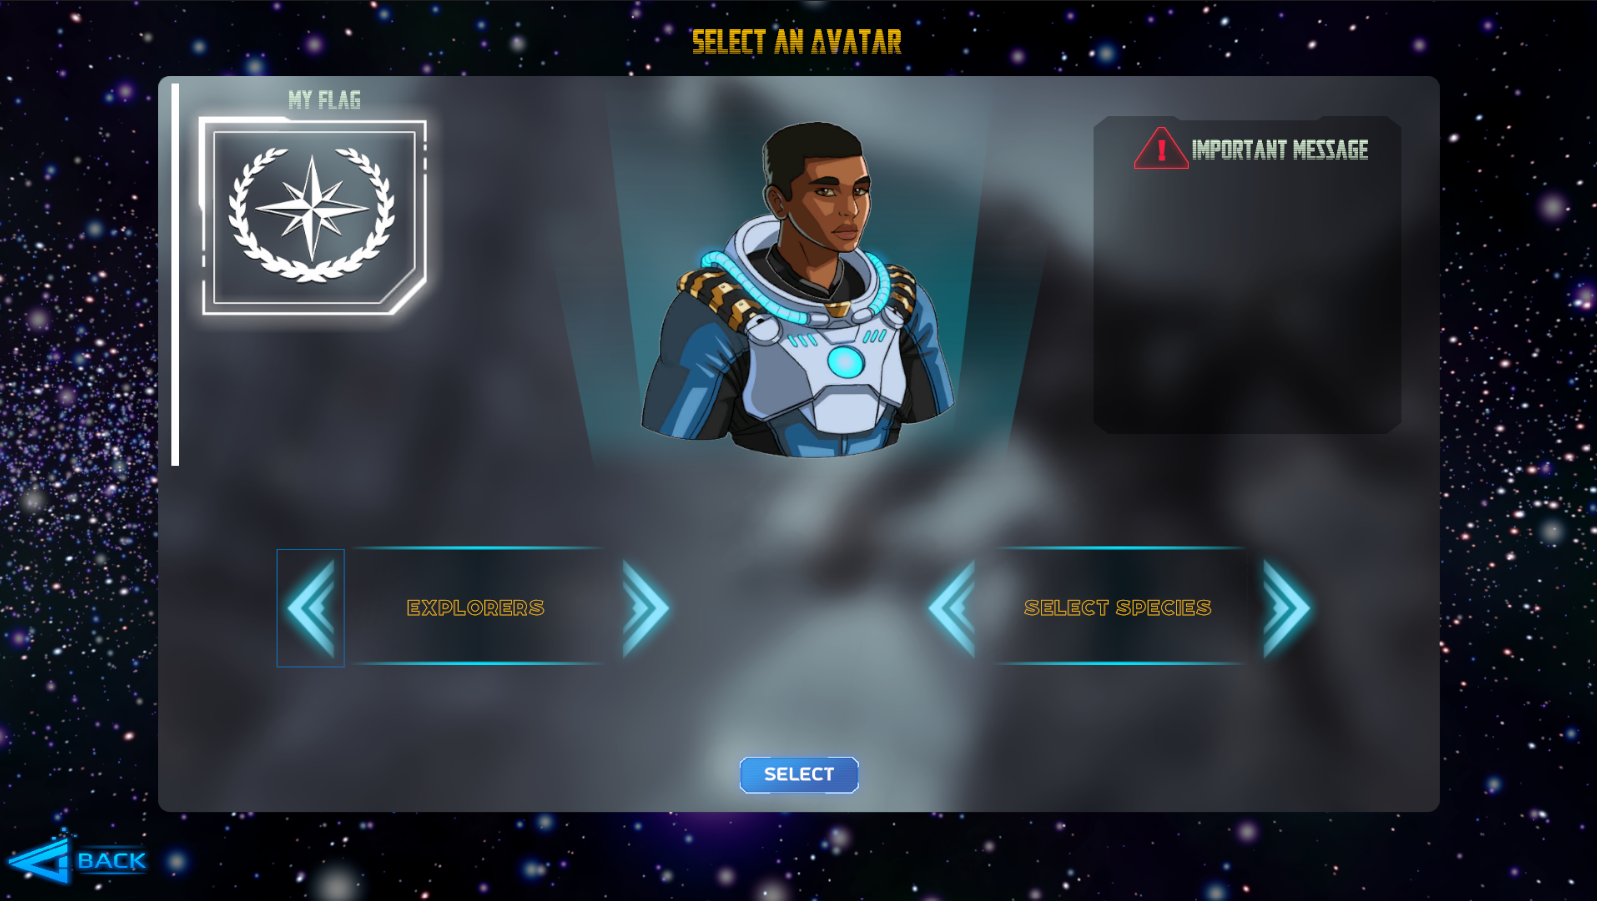 SELECT AN AVATAR
MY FLAG
IMPORTANT MESSAGE
EXPLORERS
SELECT SPECIES
SELECT
BACK